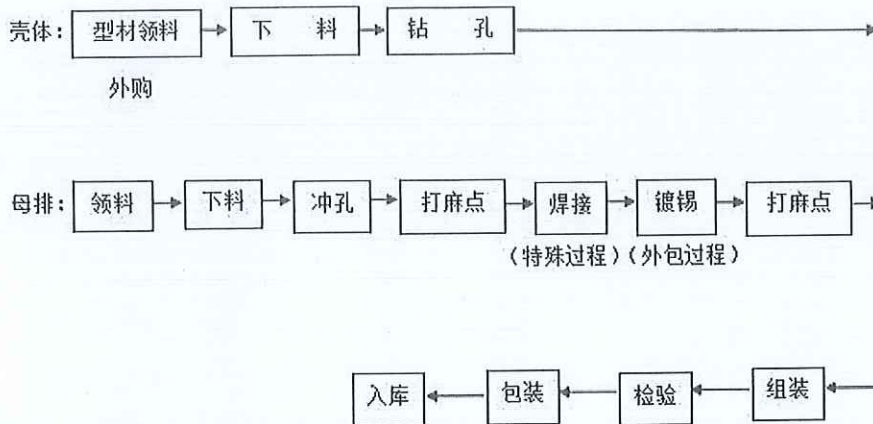 壳体: 型材领料 下 料 钻 孔
外购
母排: 领料 下料 冲孔 打麻点 焊接 镀锡 打麻点
(特殊过程) (外包过程)
入库 包装 检验 组装